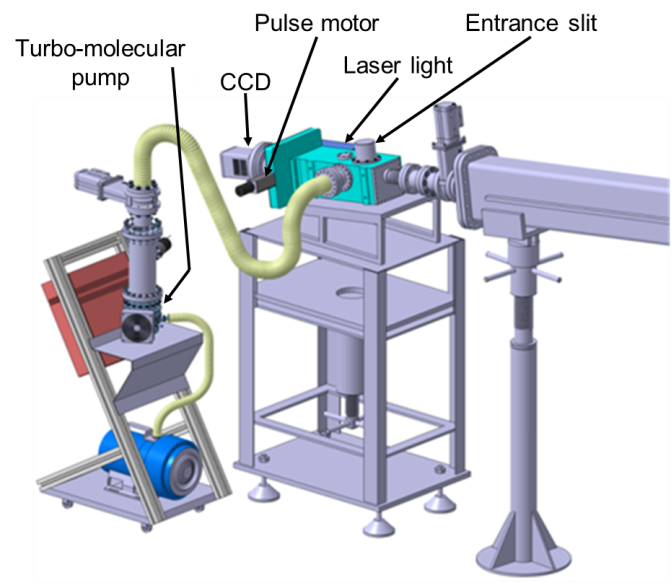 Pulse motor
Entrance slit
Turbo-molecular
pump
Laser light
CCD